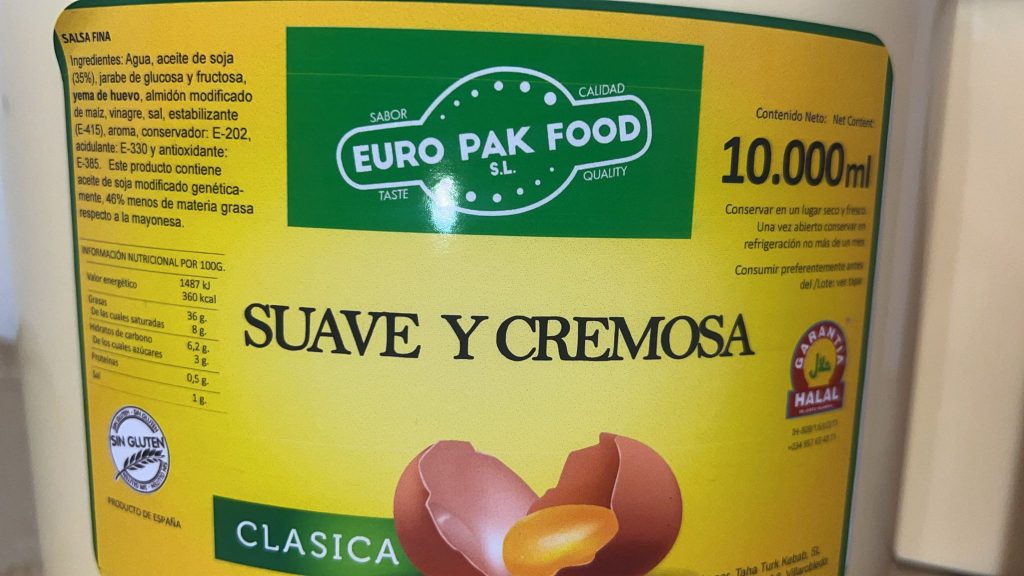 SALSA FINA
Ingredientes: Agua, aceite de soja
(35%), jarabe de glucosa y fructosa,
yema de huevo, almidón modificado
de maíz, vinagre, sal, estabilizante
(E-415), aroma, conservador: E-202,
acidulante: E-330 y antioxidante:
E-385. Este producto contiene
aceite de soja modificado genética-
mente, 46% menos de materia grasa
respecto a la mayonesa.
INFORMACIÓN NUTRICIONAL POR 100G.
Valor energético 1487 kJ
360 kcal
Grasas 36 g.
De las cuales saturadas 8 g.
Hidratos de carbono 6,2 g.
De los cuales azúcares 3 g.
Proteínas 0,5 g.
Sal 1 g.
SIN GLUTEN
PRODUCTO DE ESPAÑA
SABOR
CALIDAD
EURO PAK FOOD
S.L.
TASTE
QUALITY
SUAVE Y CREMOSA
CLASICA
Contenido Neto: Net Content:
10.000ml
Conservar en un lugar seco y fresco.
Una vez abierto conservar en
refrigeración no más de un mes.
Consumir preferentemente antes
del /Lote: ver tapa
GARANTIA
حلال
HALAL
Taha Turk Kebab, SL
Villarobledo.